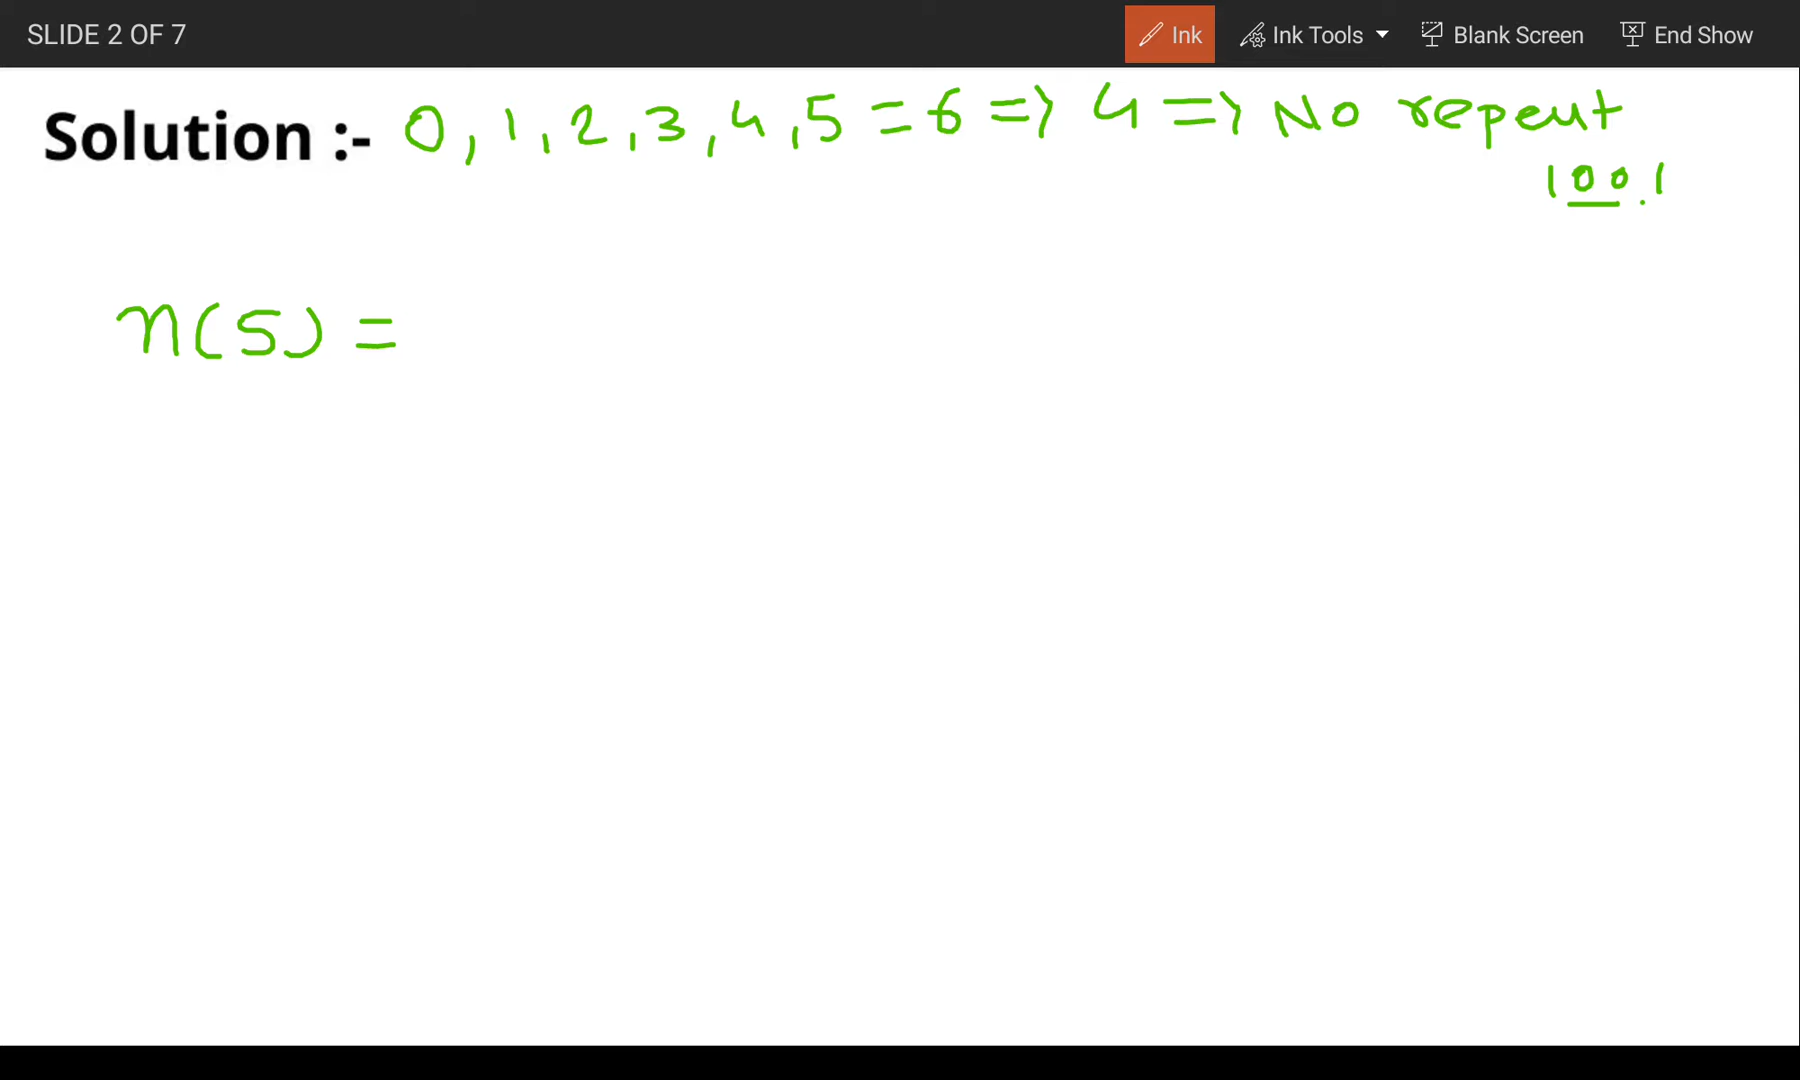 SLIDE 2 OF 7 Ink Ink Tools Blank Screen End Show
Solution :- 0, 1, 2, 3, 4, 5 = 6 => 4 => No repeat
1001
n(5) =